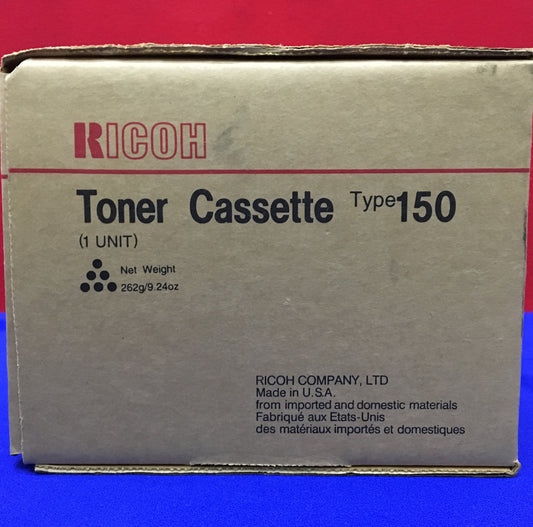 RICOH
Toner Cassette Type 150
(1 UNIT)
Net Weight
262g/9.24oz
RICOH COMPANY, LTD
Made in U.S.A.
from imported and domestic materials
Fabriqué aux Etats-Unis
des matériaux importés et domestiques